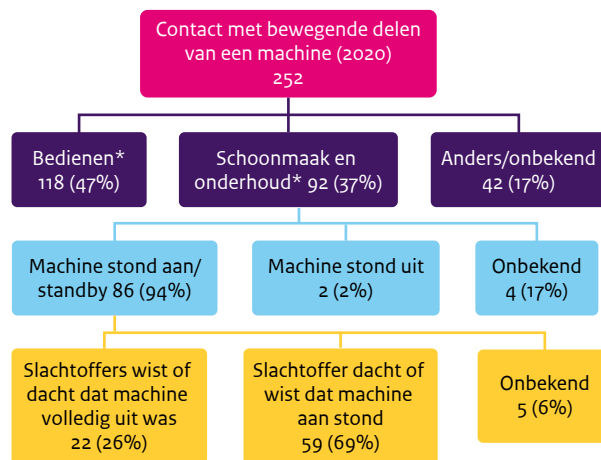 Contact met bewegende delen
van een machine (2020)
252
Bedienen*
118 (47%)
Schoonmaak en
onderhoud* 92 (37%)
Anders/onbekend
42 (17%)
Machine stond aan/
standby 86 (94%)
Machine stond uit
2 (2%)
Onbekend
4 (17%)
Slachtoffers wist of
dacht dat machine
volledig uit was
22 (26%)
Slachtoffer dacht of
wist dat machine
aan stond
59 (69%)
Onbekend
5 (6%)